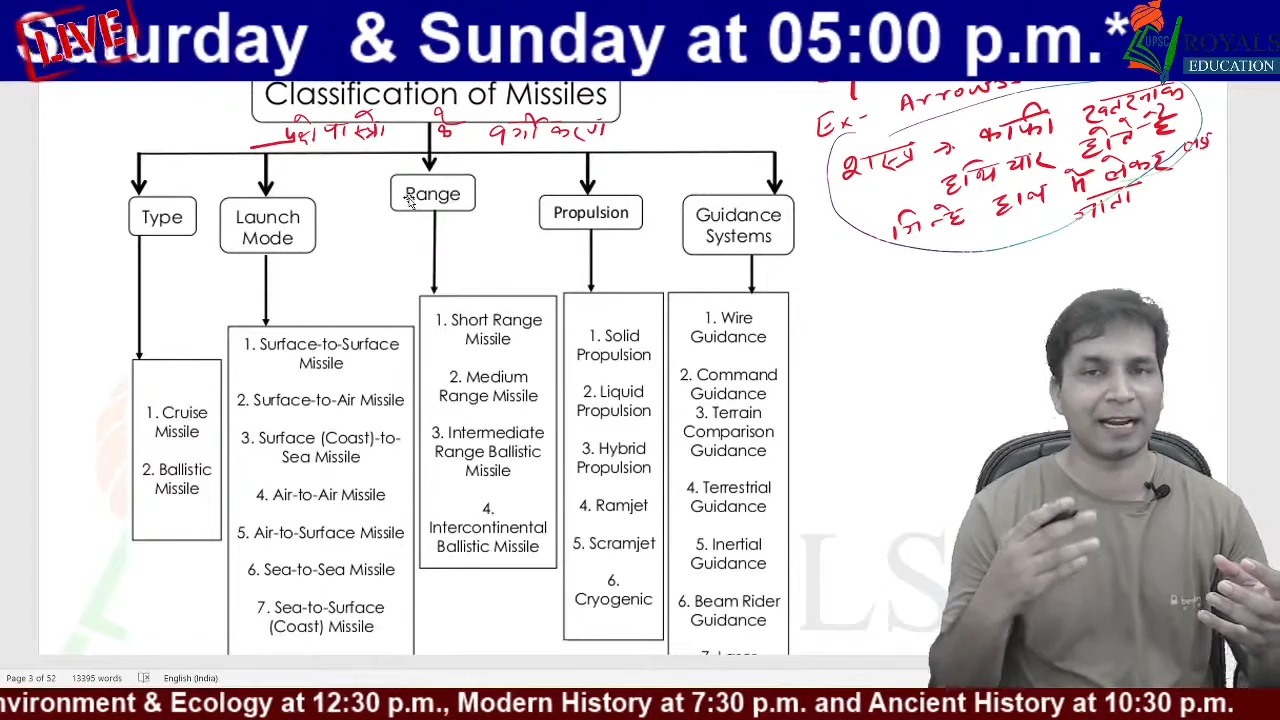 Saturday & Sunday at 05:00 p.m.*
LIVE
UPSC
ROYALS
EDUCATION
Classification of Missiles
के वर्गीकरण
Ex-
Arrows
शस्त्र → काफी खतरनाक
हथियार होते है
जिन्हे हाथ में लेकर लड़ा
जाता
Type
Launch
Mode
Range
Propulsion
Guidance
Systems
1. Cruise
Missile
2. Ballistic
Missile
1. Surface-to-Surface
Missile
2. Surface-to-Air Missile
3. Surface (Coast)-to-
Sea Missile
4. Air-to-Air Missile
5. Air-to-Surface Missile
6. Sea-to-Sea Missile
7. Sea-to-Surface
(Coast) Missile
1. Short Range
Missile
2. Medium
Range Missile
3. Intermediate
Range Ballistic
Missile
4.
Intercontinental
Ballistic Missile
1. Solid
Propulsion
2. Liquid
Propulsion
3. Hybrid
Propulsion
4. Ramjet
5. Scramjet
6.
Cryogenic
1. Wire
Guidance
2. Command
Guidance
3. Terrain
Comparison
Guidance
4. Terrestrial
Guidance
5. Inertial
Guidance
6. Beam Rider
Guidance
LS
Page 3 of 52
13395 words
English (India)
nvironment & Ecology at 12:30 p.m., Modern History at 7:30 p.m. and Ancient History at 10:30 p.m.